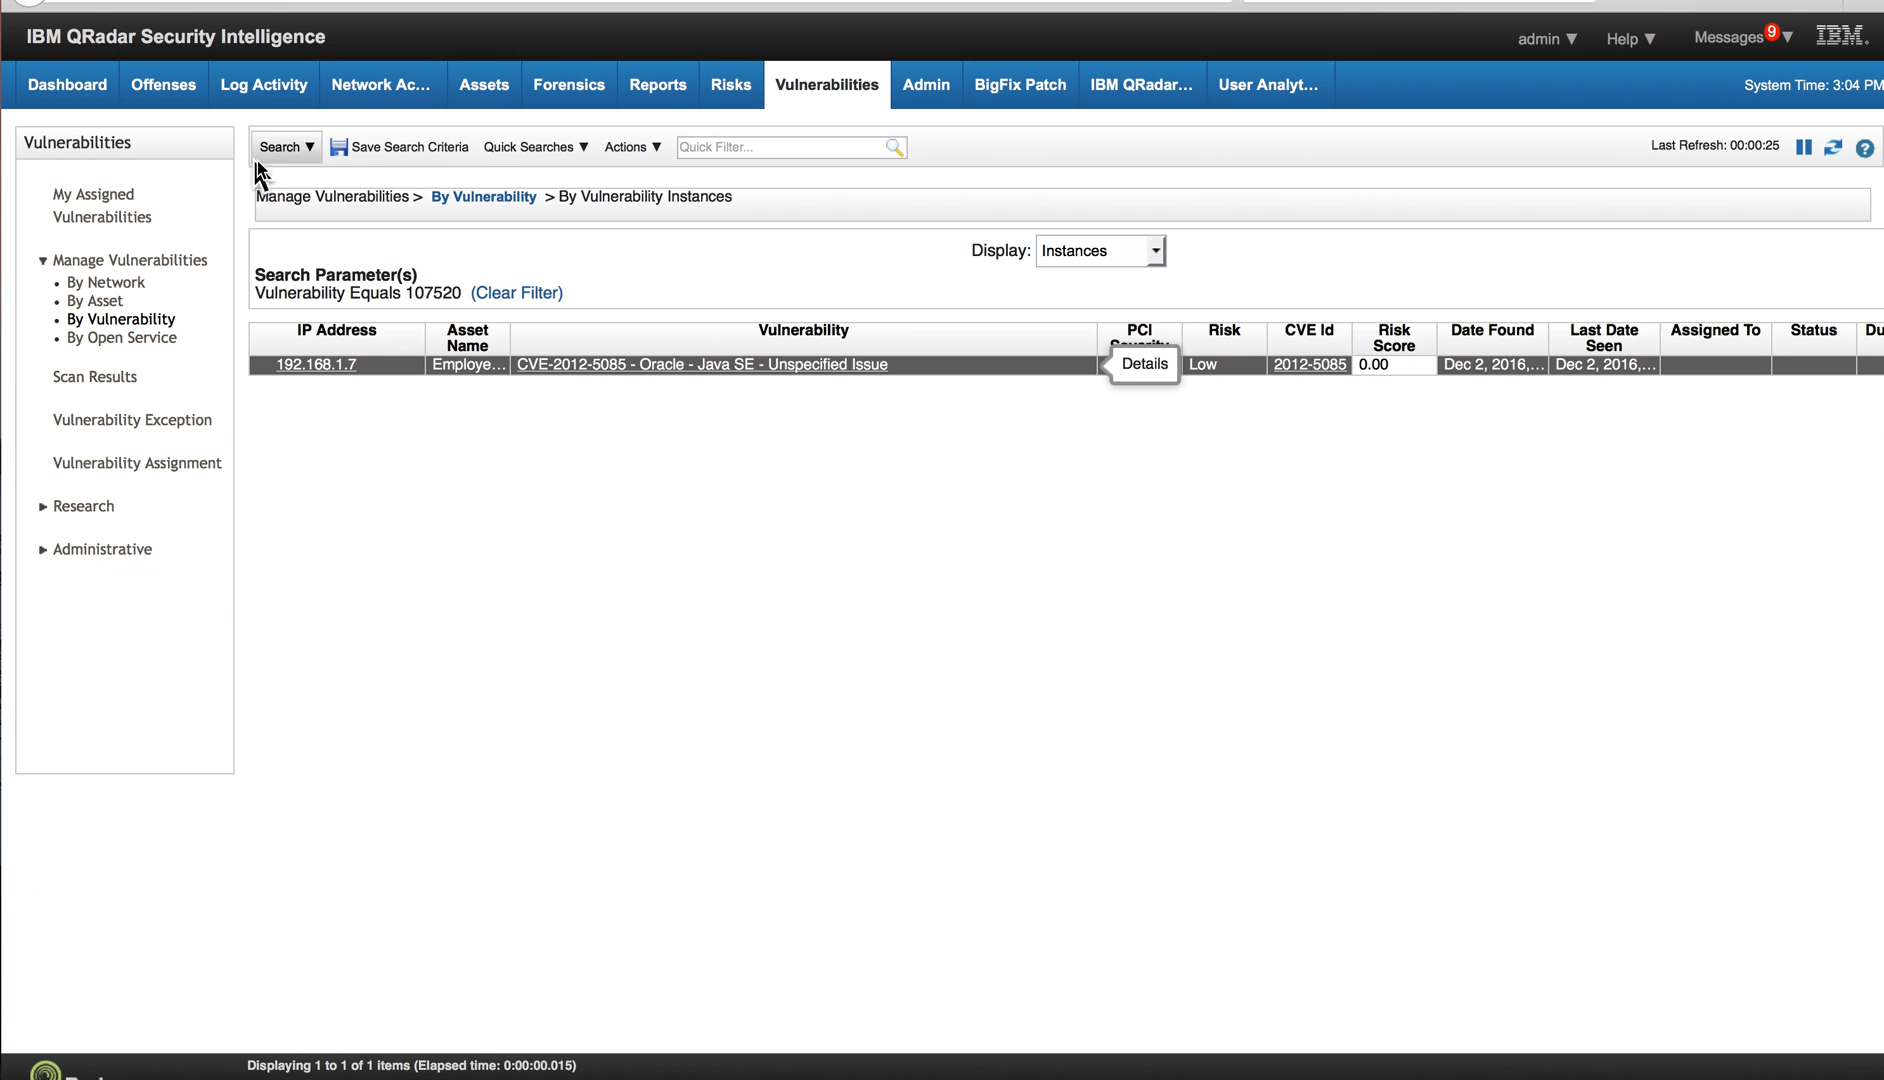 IBM QRadar Security Intelligence
admin ▼ Help ▼ Messages 9 ▼ IBM.
Dashboard Offenses Log Activity Network Ac... Assets Forensics Reports Risks Vulnerabilities Admin BigFix Patch IBM QRadar... User Analyt... System Time: 3:04 PM
Vulnerabilities
My Assigned
Vulnerabilities
▼ Manage Vulnerabilities
• By Network
• By Asset
• By Vulnerability
• By Open Service
Scan Results
Vulnerability Exception
Vulnerability Assignment
▶ Research
▶ Administrative
Search ▼ Save Search Criteria Quick Searches ▼ Actions ▼ Quick Filter... Last Refresh: 00:00:25 ?
Manage Vulnerabilities > By Vulnerability > By Vulnerability Instances
Display: Instances
Search Parameter(s)
Vulnerability Equals 107520 (Clear Filter)
IP Address Asset Name Vulnerability PCI Severity Risk CVE Id Risk Score Date Found Last Date Seen Assigned To Status Du
192.168.1.7 Employe... CVE-2012-5085 - Oracle - Java SE - Unspecified Issue Details Low 2012-5085 0.00 Dec 2, 2016,... Dec 2, 2016,...
Displaying 1 to 1 of 1 items (Elapsed time: 0:00:00.015)